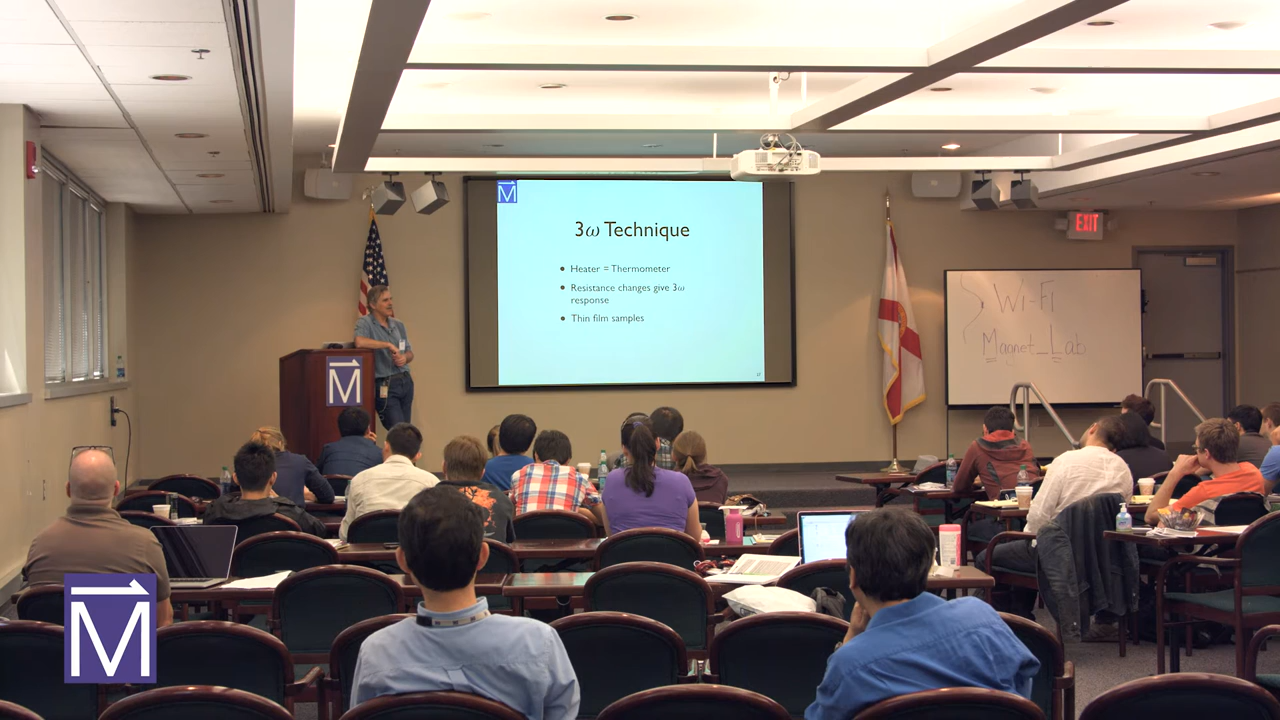 M
3ω Technique
• Heater = Thermometer
• Resistance changes give 3ω
response
• Thin film samples
EXIT
Wi-Fi
Magnet_Lab
M
M